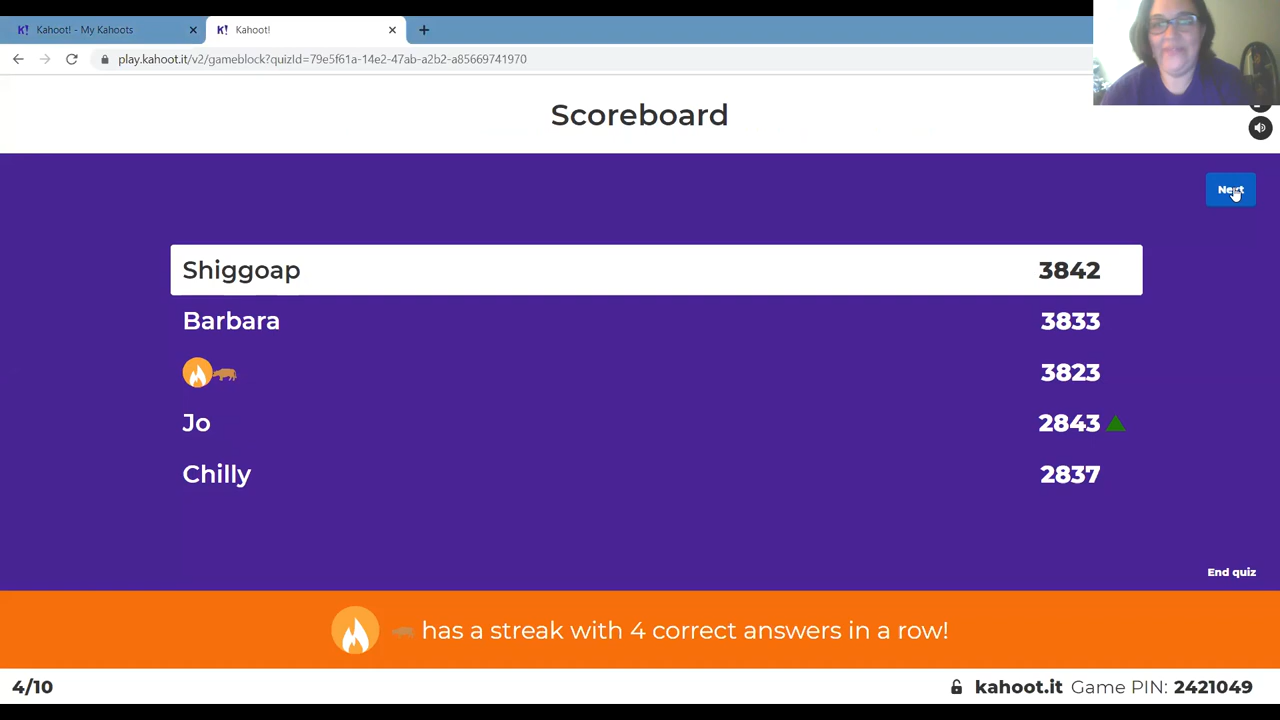 Kahoot! - My Kahoots
K! Kahoot!
play.kahoot.it/v2/gameblock?quizId=79e5f61a-14e2-47ab-a2b2-a85669741970
Scoreboard
Next
Shiggoap 3842
Barbara 3833
3823
Jo 2843
Chilly 2837
End quiz
has a streak with 4 correct answers in a row!
4/10
kahoot.it Game PIN: 2421049